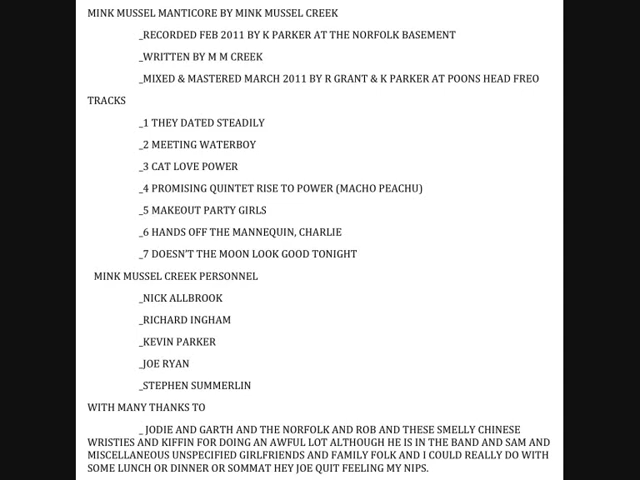 MINK MUSSEL MANTICORE BY MINK MUSSEL CREEK
_RECORDED FEB 2011 BY K PARKER AT THE NORFOLK BASEMENT
_WRITTEN BY M M CREEK
_MIXED & MASTERED MARCH 2011 BY R GRANT & K PARKER AT POONS HEAD FREO
TRACKS
_1 THEY DATED STEADILY
_2 MEETING WATERBOY
_3 CAT LOVE POWER
_4 PROMISING QUINTET RISE TO POWER (MACHO PEACHU)
_5 MAKEOUT PARTY GIRLS
_6 HANDS OFF THE MANNEQUIN, CHARLIE
_7 DOESN'T THE MOON LOOK GOOD TONIGHT
MINK MUSSEL CREEK PERSONNEL
_NICK ALLBROOK
_RICHARD INGHAM
_KEVIN PARKER
_JOE RYAN
_STEPHEN SUMMERLIN
WITH MANY THANKS TO
_ JODIE AND GARTH AND THE NORFOLK AND ROB AND THESE SMELLY CHINESE
WRISTIES AND KIFFIN FOR DOING AN AWFUL LOT ALTHOUGH HE IS IN THE BAND AND SAM AND
MISCELLANEOUS UNSPECIFIED GIRLFRIENDS AND FAMILY FOLK AND I COULD REALLY DO WITH
SOME LUNCH OR DINNER OR SOMMAT HEY JOE QUIT FEELING MY NIPS.